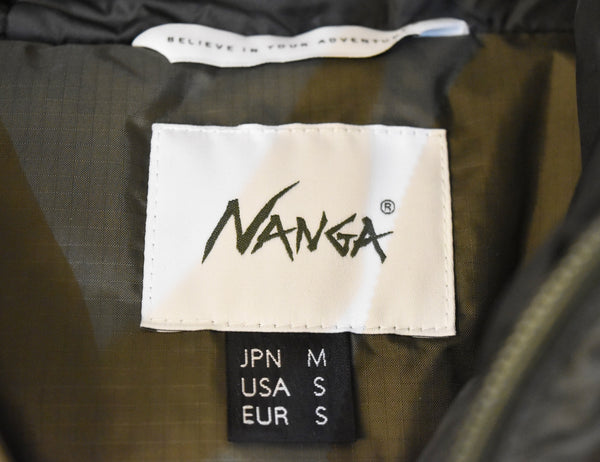 BELIEVE IN YOUR ADVENTURE
NANGA®
JPN M
USA S
EUR S